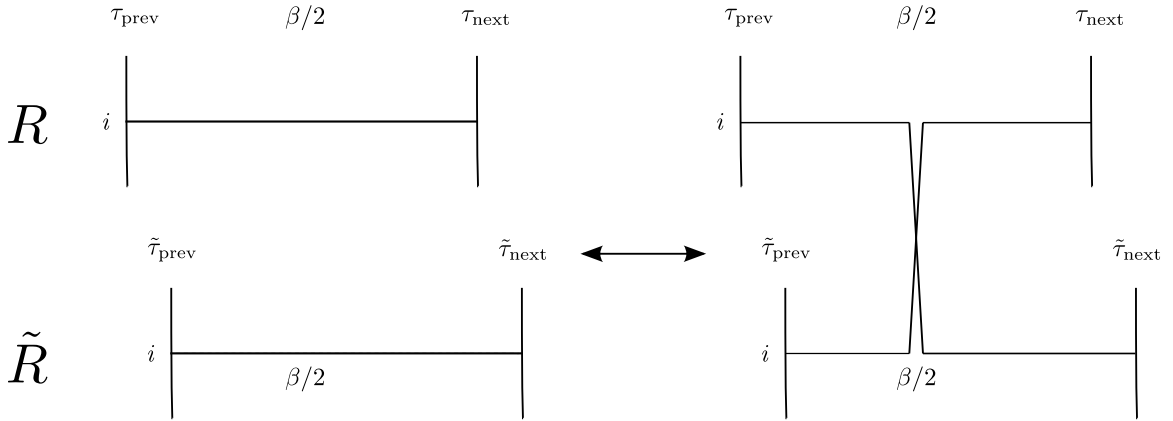 τ_prev β/2 τ_next τ_prev β/2 τ_next
R i i
τ̃_prev τ̃_next τ̃_prev τ̃_next
R̃ i i
β/2 β/2